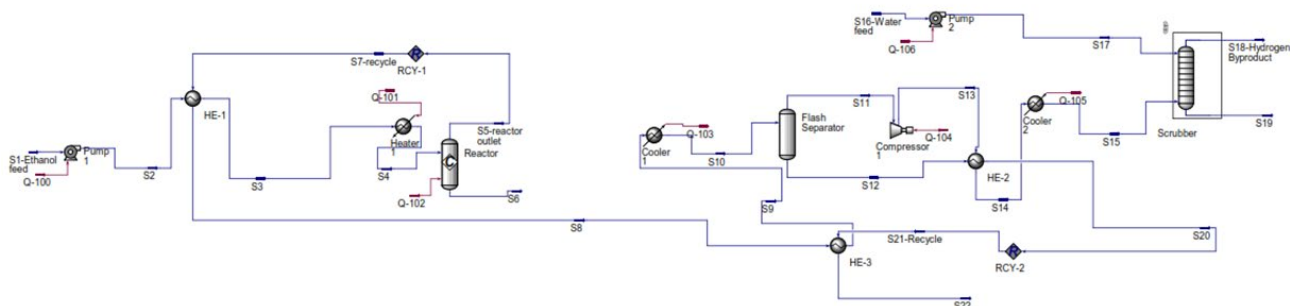 S16-Water
feed
Pump
2
Q-106
S17
S18-Hydrogen
Byproduct
S7-recycle
RCY-1
Q-101
HE-1
S5-reactor
outlet
Heater
1
Reactor
S1-Ethanol
feed
Pump
1
Q-100
S2
S3
S4
Q-102
S6
S8
Q-103
Cooler
1
S10
Flash
Separator
S11
S13
Compressor
1
Q-104
S12
HE-2
S14
Cooler
2
Q-105
S15
Scrubber
S19
S9
S21-Recycle
HE-3
RCY-2
S20
S22